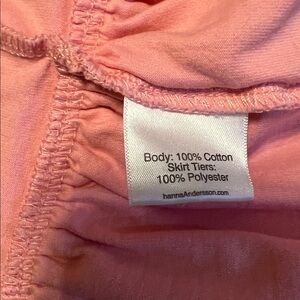 Body: 100% Cotton
Skirt Tiers:
100% Polyester
hannaAndersson.com